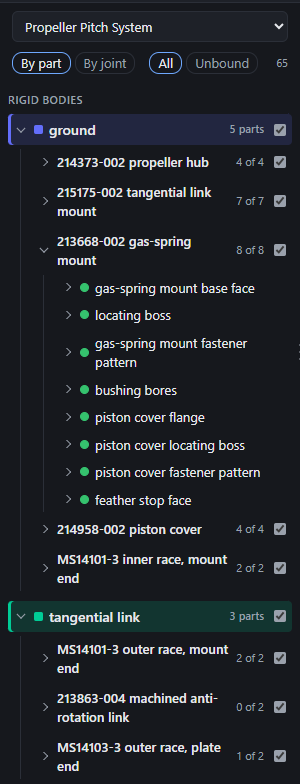 Propeller Pitch System
By part By joint All Unbound 65
RIGID BODIES
ground 5 parts
214373-002 propeller hub 4 of 4
215175-002 tangential link
mount 7 of 7
213668-002 gas-spring
mount 8 of 8
gas-spring mount base face
locating boss
gas-spring mount fastener
pattern
bushing bores
piston cover flange
piston cover locating boss
piston cover fastener pattern
feather stop face
214958-002 piston cover 4 of 4
MS14101-3 inner race, mount
end 2 of 2
tangential link 3 parts
MS14101-3 outer race, mount
end 2 of 2
213863-004 machined anti-
rotation link 0 of 2
MS14103-3 outer race, plate
end 1 of 2